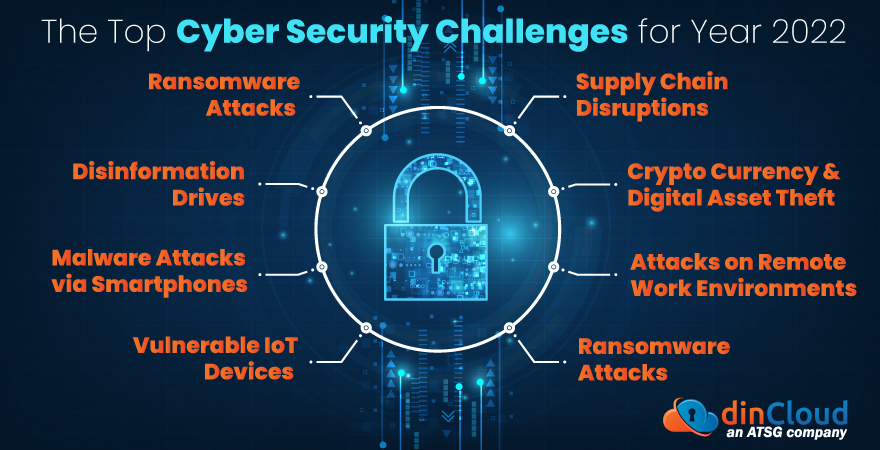 The Top Cyber Security Challenges for Year 2022
Ransomware
Attacks
Disinformation
Drives
Malware Attacks
via Smartphones
Vulnerable IoT
Devices
Supply Chain
Disruptions
Crypto Currency &
Digital Asset Theft
Attacks on Remote
Work Environments
Ransomware
Attacks
dinCloud
an ATSG company